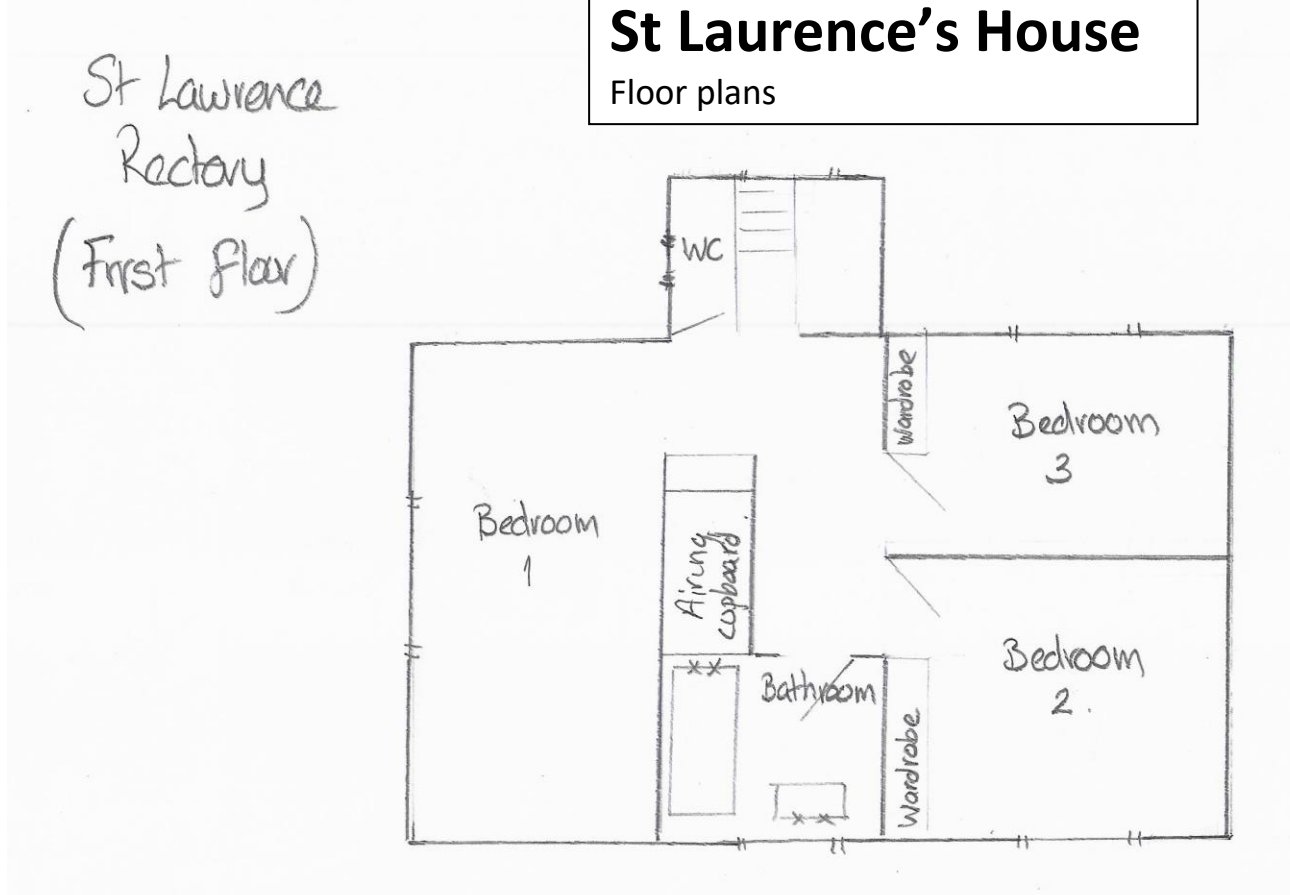 St Laurence’s House
Floor plans
St Lawrence
Rectory
(First floor)
WC
Wardrobe
Bedroom
3
Bedroom
1
Airing
cupboard
Bedroom
2.
Bathroom
Wardrobe